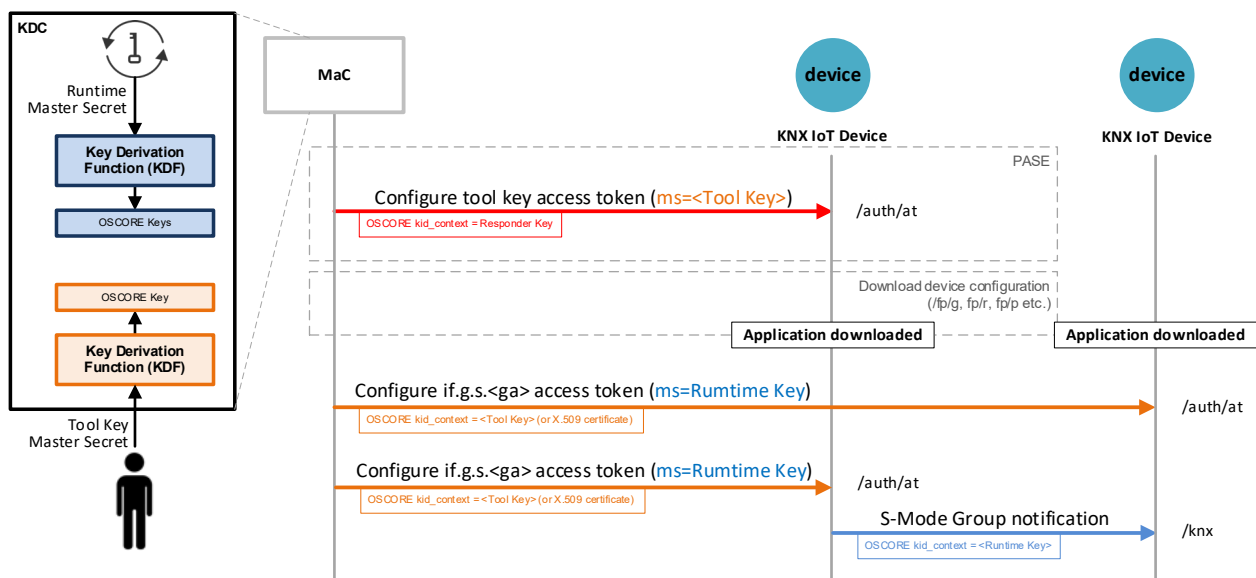 KDC
Runtime
Master Secret
Key Derivation
Function (KDF)
OSCORE Keys
OSCORE Key
Key Derivation
Function (KDF)
Tool Key
Master Secret
MaC
device
KNX IoT Device
device
KNX IoT Device
PASE
Configure tool key access token (ms=<Tool Key>)
OSCORE kid_context = Responder Key
/auth/at
Download device configuration
(/fp/g, fp/r, fp/p etc.)
Application downloaded
Application downloaded
Configure if.g.s.<ga> access token (ms=Rumtime Key)
OSCORE kid_context = <Tool Key> (or X.509 certificate)
/auth/at
Configure if.g.s.<ga> access token (ms=Rumtime Key)
OSCORE kid_context = <Tool Key> (or X.509 certificate)
/auth/at
S-Mode Group notification
OSCORE kid_context = <Runtime Key>
/knx